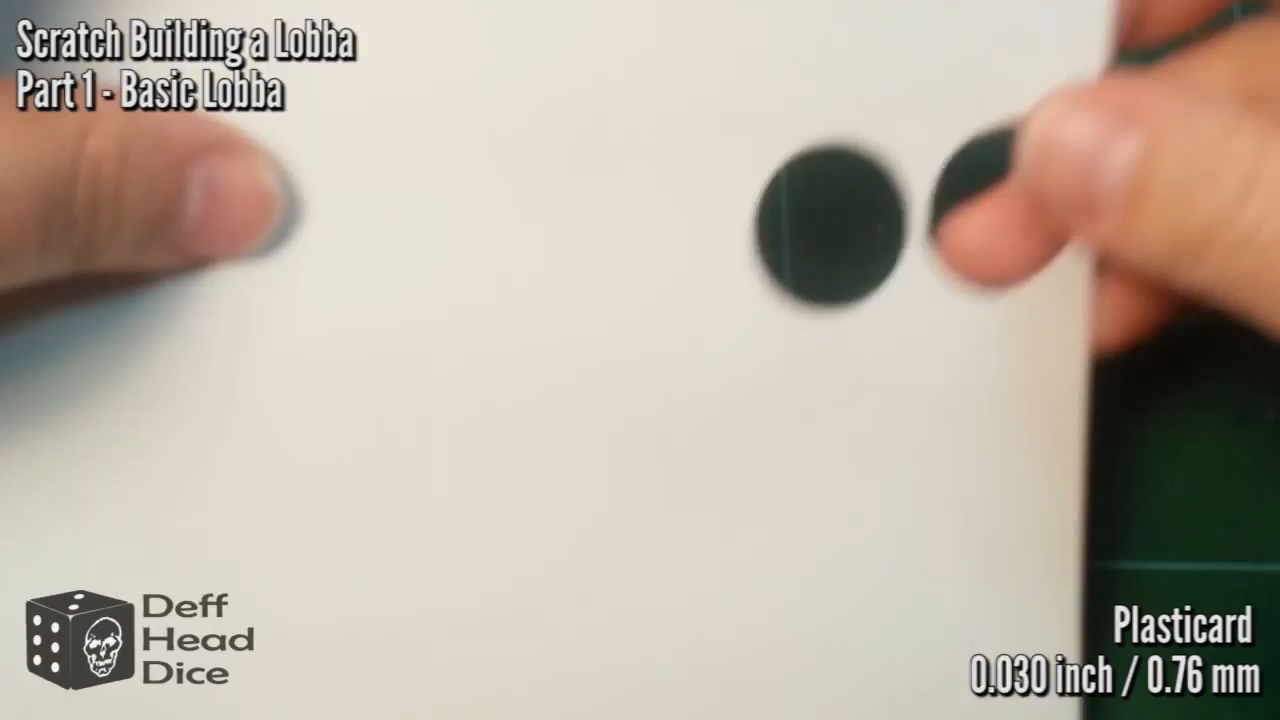 Scratch Building a Lobba
Part 1 - Basic Lobba
Deff
Head
Dice
Plasticard
0.030 inch / 0.76 mm